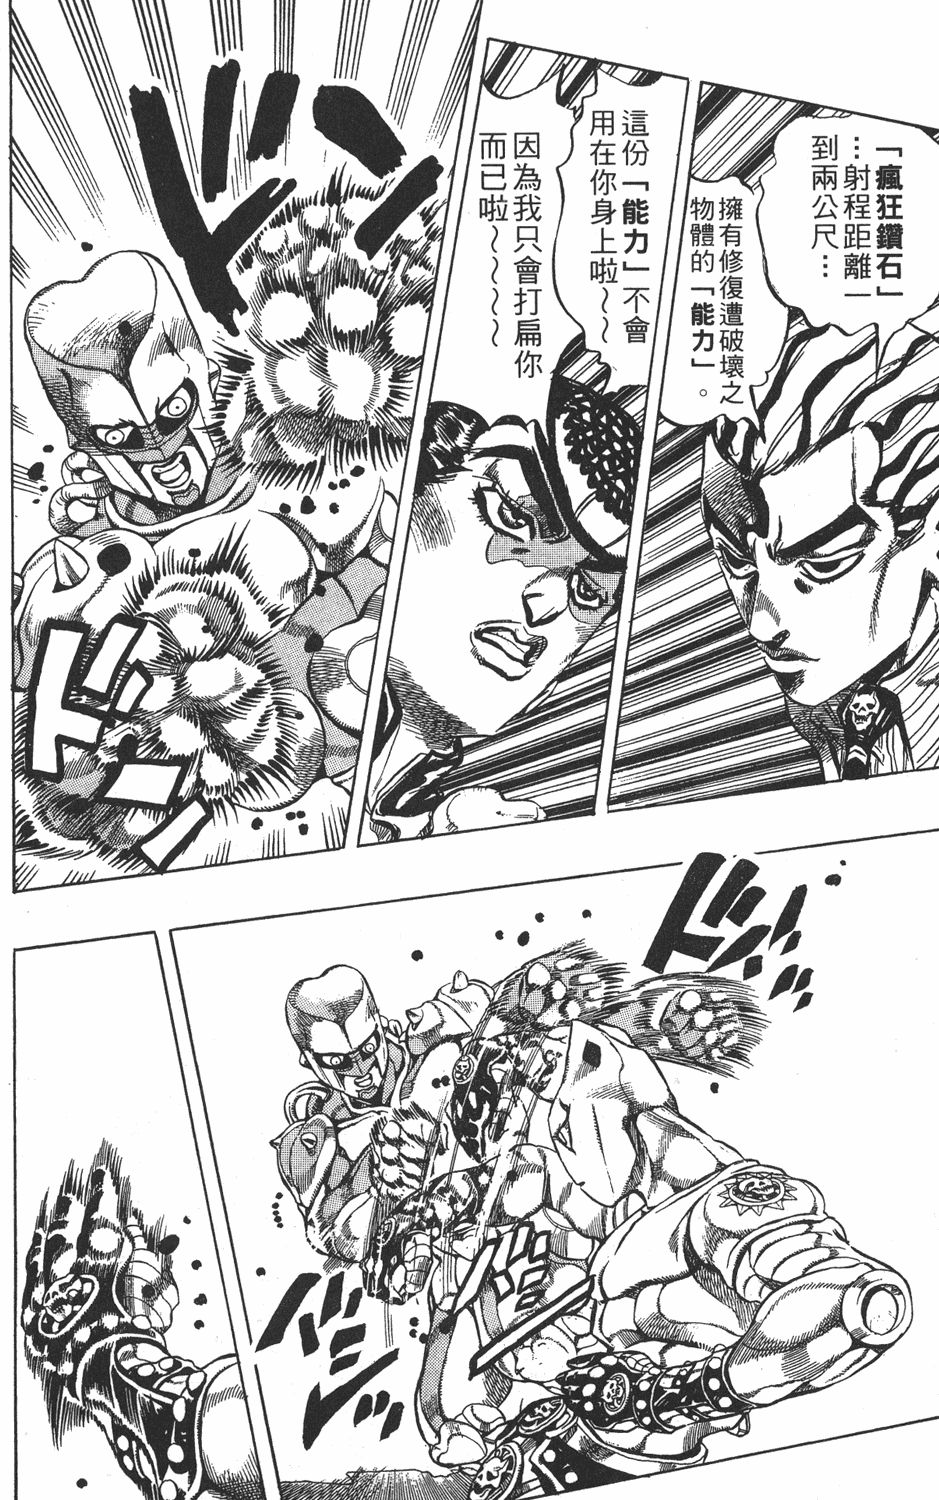 「瘋狂鑽石」
…射程距離一
到兩公尺…
擁有修復遭破壞之
物體的「能力」。
這份「能力」不會
用在你身上啦～～
因為我只會打扁你
而已啦～～～～
ドン
ドン
ドン
ドン
バシッ